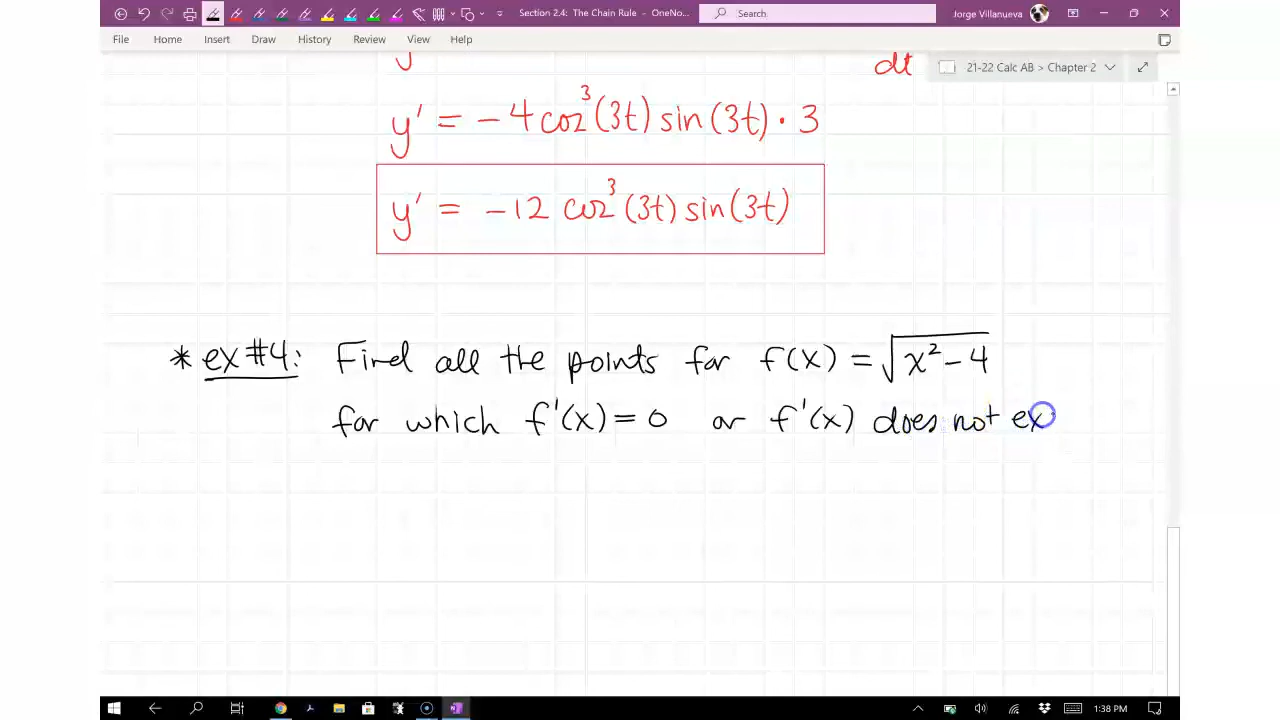 Section 2.4: The Chain Rule - OneNo...
Search
Jorge Villanueva
File Home Insert Draw History Review View Help
21-22 Calc AB > Chapter 2
dt
y' = -4cos³(3t) sin(3t) · 3
y' = -12 cos³(3t) sin(3t)
* ex #4: Find all the points for f(x) = √(x² - 4)
for which f'(x) = 0 or f'(x) does not ex
1:38 PM